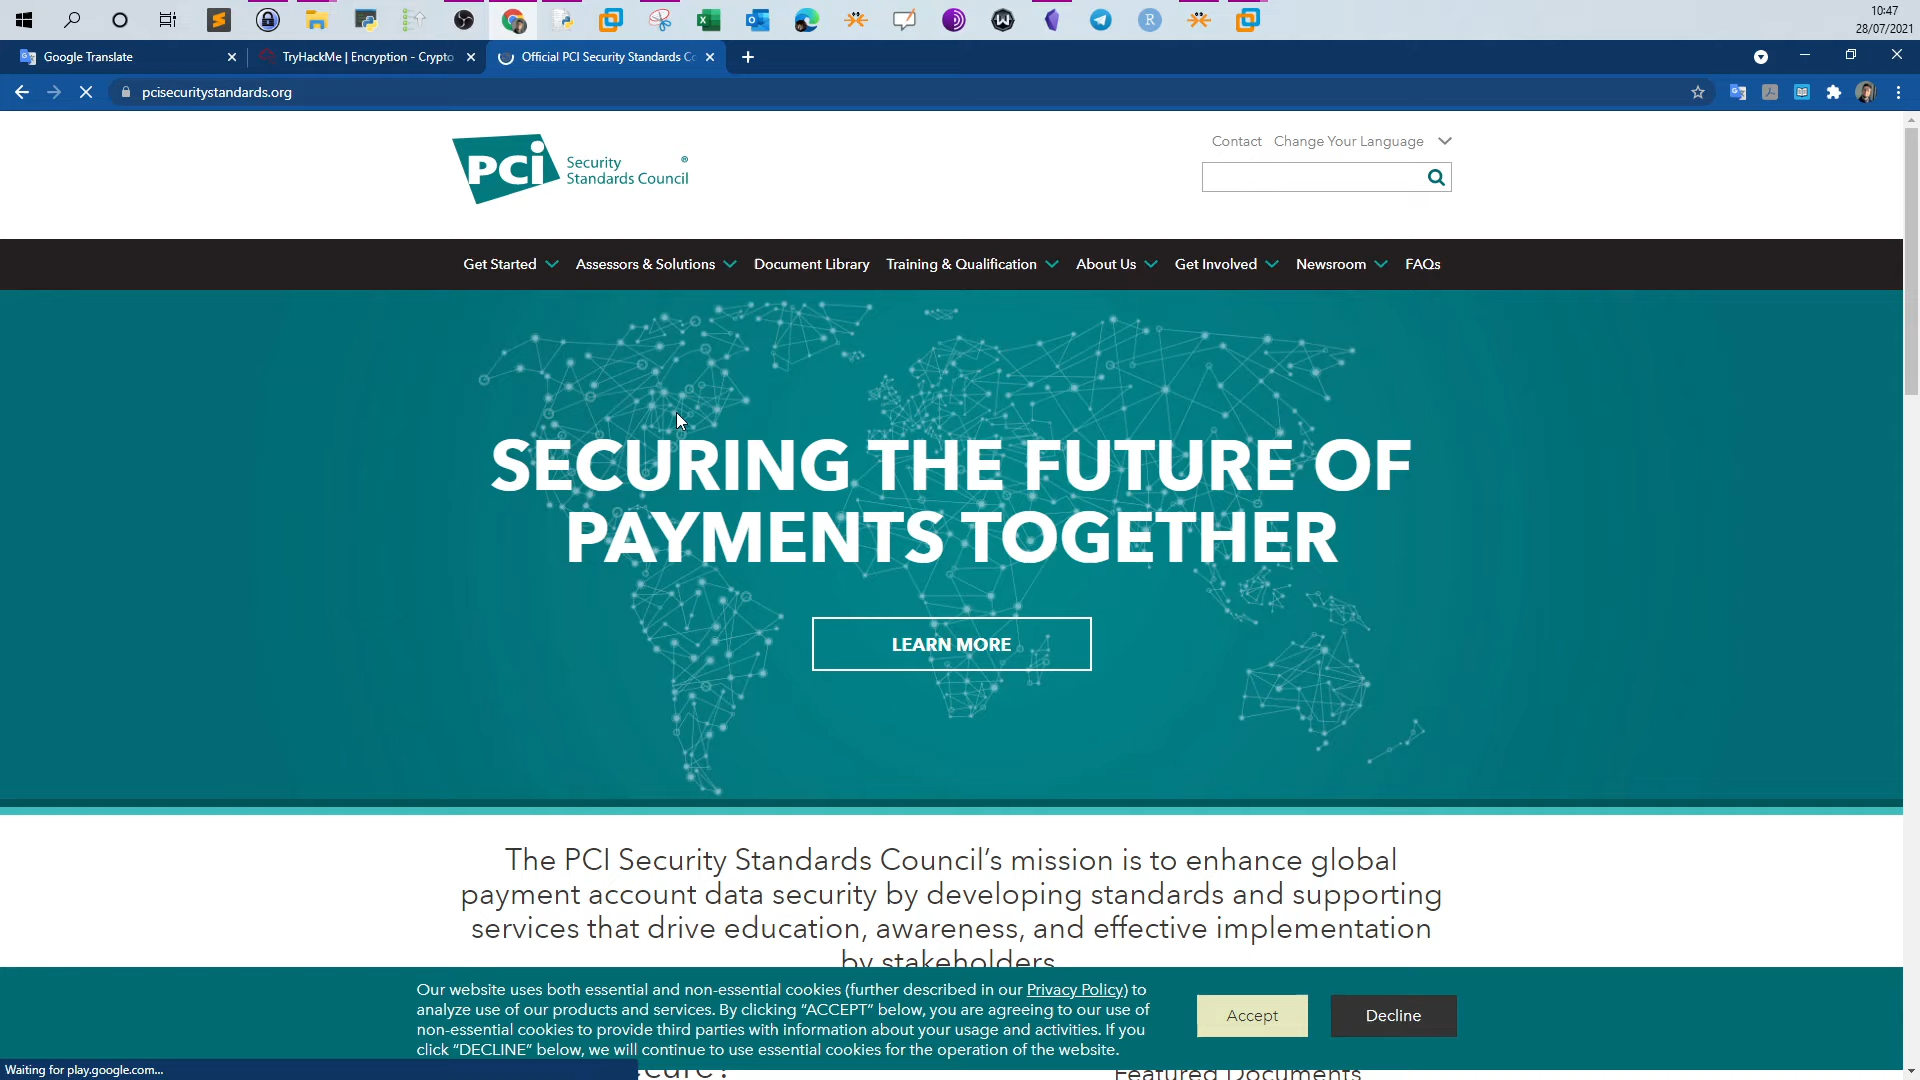 10:47
28/07/2021
Google Translate
TryHackMe | Encryption - Crypto
Official PCI Security Standards Co
pcisecuritystandards.org
PCI Security ®
Standards Council
Contact Change Your Language
Get Started Assessors & Solutions Document Library Training & Qualification About Us Get Involved Newsroom FAQs
SECURING THE FUTURE OF
PAYMENTS TOGETHER
LEARN MORE
The PCI Security Standards Council’s mission is to enhance global
payment account data security by developing standards and supporting
services that drive education, awareness, and effective implementation
by stakeholders
Our website uses both essential and non-essential cookies (further described in our Privacy Policy) to
analyze use of our products and services. By clicking “ACCEPT” below, you are agreeing to our use of
non-essential cookies to provide third parties with information about your usage and activities. If you
click “DECLINE” below, we will continue to use essential cookies for the operation of the website.
Accept
Decline
Waiting for play.google.com...
Featured Documents